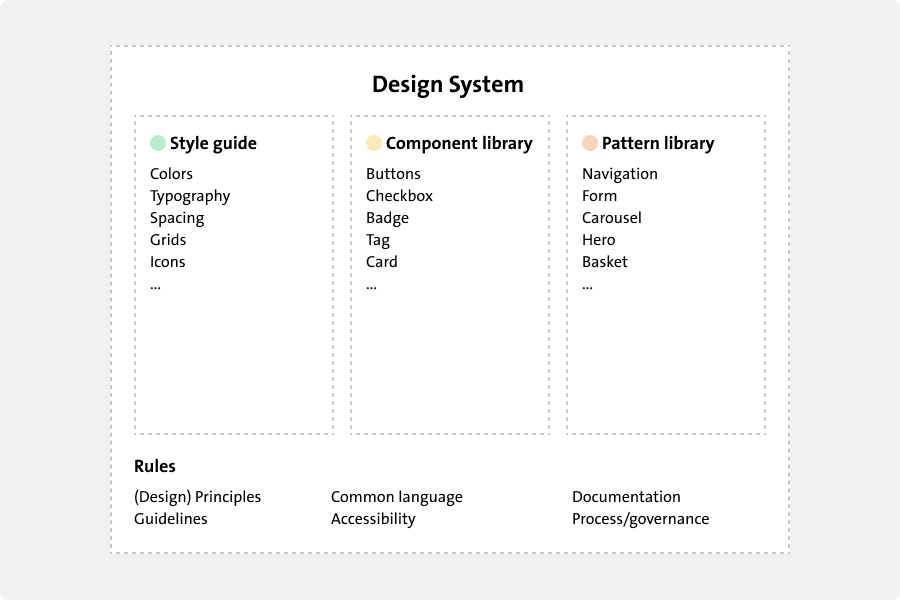 Design System
Style guide
Colors
Typography
Spacing
Grids
Icons
...
Component library
Buttons
Checkbox
Badge
Tag
Card
...
Pattern library
Navigation
Form
Carousel
Hero
Basket
...
Rules
(Design) Principles
Guidelines
Common language
Accessibility
Documentation
Process/governance